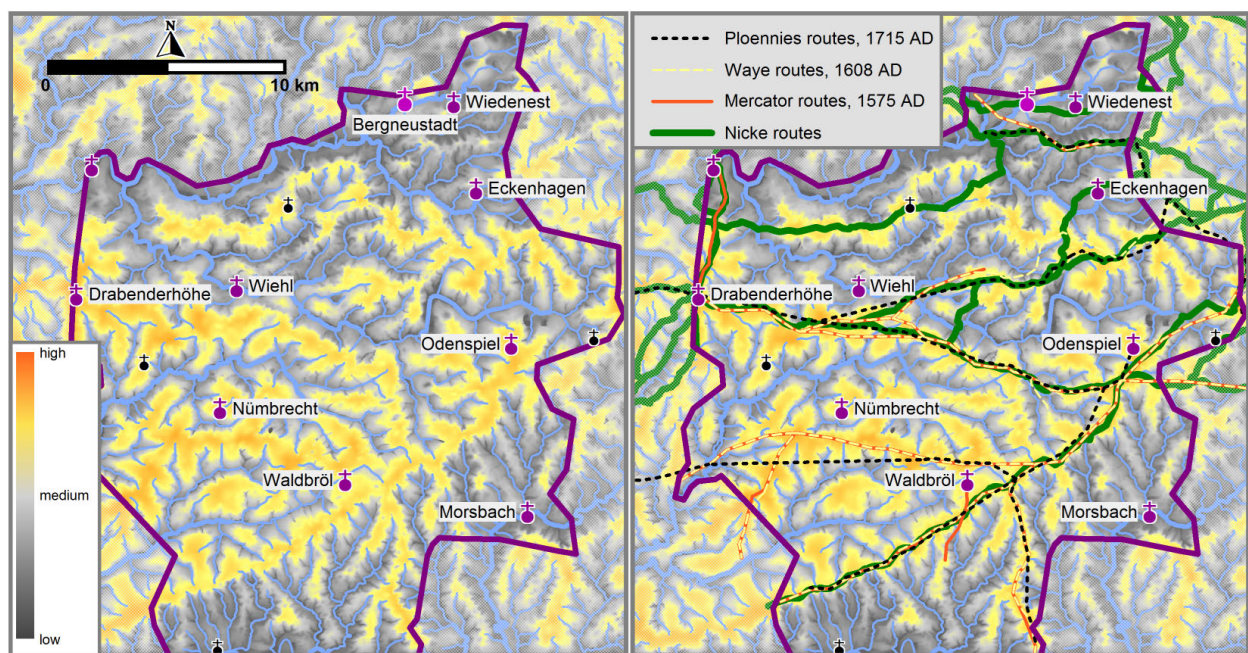 N
0
10 km
Bergneustadt
Wiedenest
Eckenhagen
Wiehl
Drabenderhöhe
Odenspiel
Nümbrecht
Waldbröl
Morsbach
high
medium
low
Ploennies routes, 1715 AD
Waye routes, 1608 AD
Mercator routes, 1575 AD
Nicke routes
Wiedenest
Eckenhagen
Wiehl
Drabenderhöhe
Odenspiel
Nümbrecht
Waldbröl
Morsbach